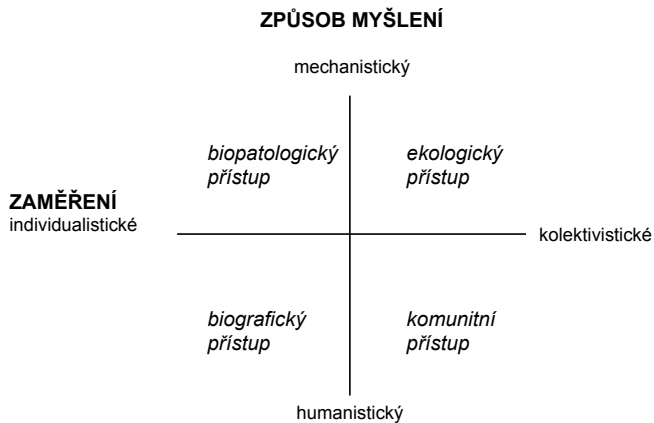 ZPŮSOB MYŠLENÍ
mechanistický
biopatologický
přístup
ekologický
přístup
ZAMĚŘENÍ
individualistické
kolektivistické
biografický
přístup
komunitní
přístup
humanistický